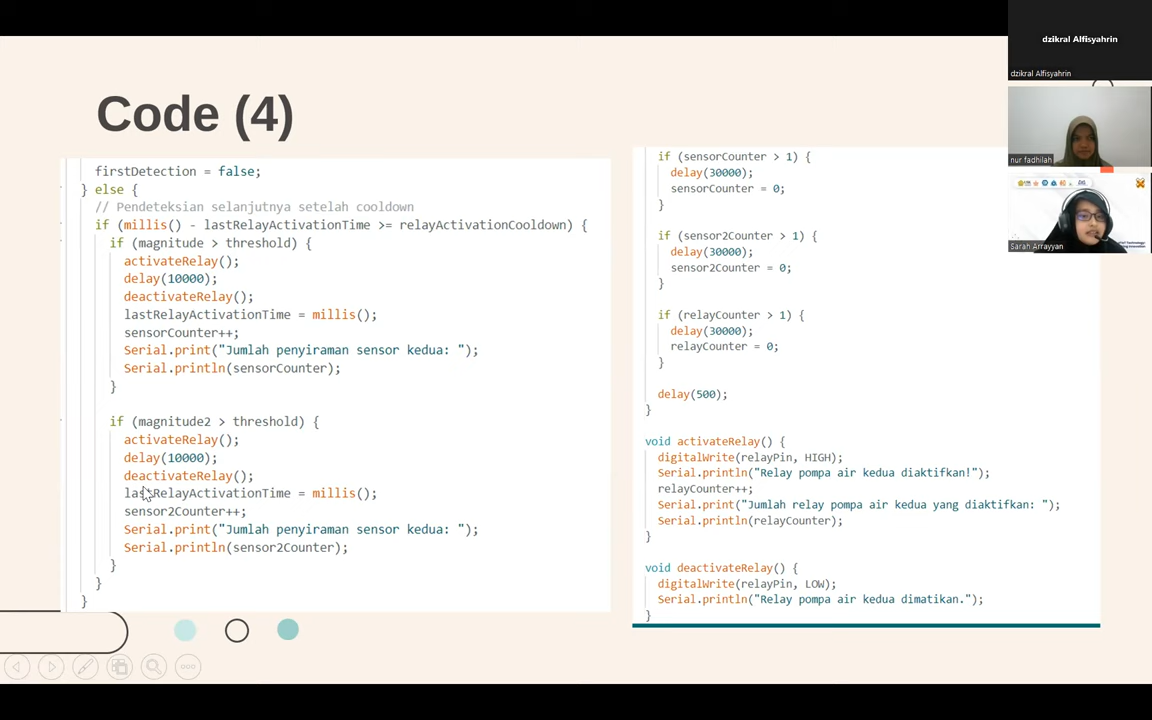 Code (4)
firstDetection = false;
} else {
// Pendeteksian selanjutnya setelah cooldown
if (millis() - lastRelayActivationTime >= relayActivationCooldown) {
if (magnitude > threshold) {
activateRelay();
delay(10000);
deactivateRelay();
lastRelayActivationTime = millis();
sensorCounter++;
Serial.print("Jumlah penyiraman sensor kedua: ");
Serial.println(sensorCounter);
}
if (magnitude2 > threshold) {
activateRelay();
delay(10000);
deactivateRelay();
lastRelayActivationTime = millis();
sensor2Counter++;
Serial.print("Jumlah penyiraman sensor kedua: ");
Serial.println(sensor2Counter);
}
}
}
if (sensorCounter > 1) {
delay(30000);
sensorCounter = 0;
}
if (sensor2Counter > 1) {
delay(30000);
sensor2Counter = 0;
}
if (relayCounter > 1) {
delay(30000);
relayCounter = 0;
}
delay(500);
}
void activateRelay() {
digitalWrite(relayPin, HIGH);
Serial.println("Relay pompa air kedua diaktifkan!");
relayCounter++;
Serial.print("Jumlah relay pompa air kedua yang diaktifkan: ");
Serial.println(relayCounter);
}
void deactivateRelay() {
digitalWrite(relayPin, LOW);
Serial.println("Relay pompa air kedua dimatikan.");
}
dzikral Alfisyahrin
dzikral Alfisyahrin
nur fadhilah
Sarah Arrayyan